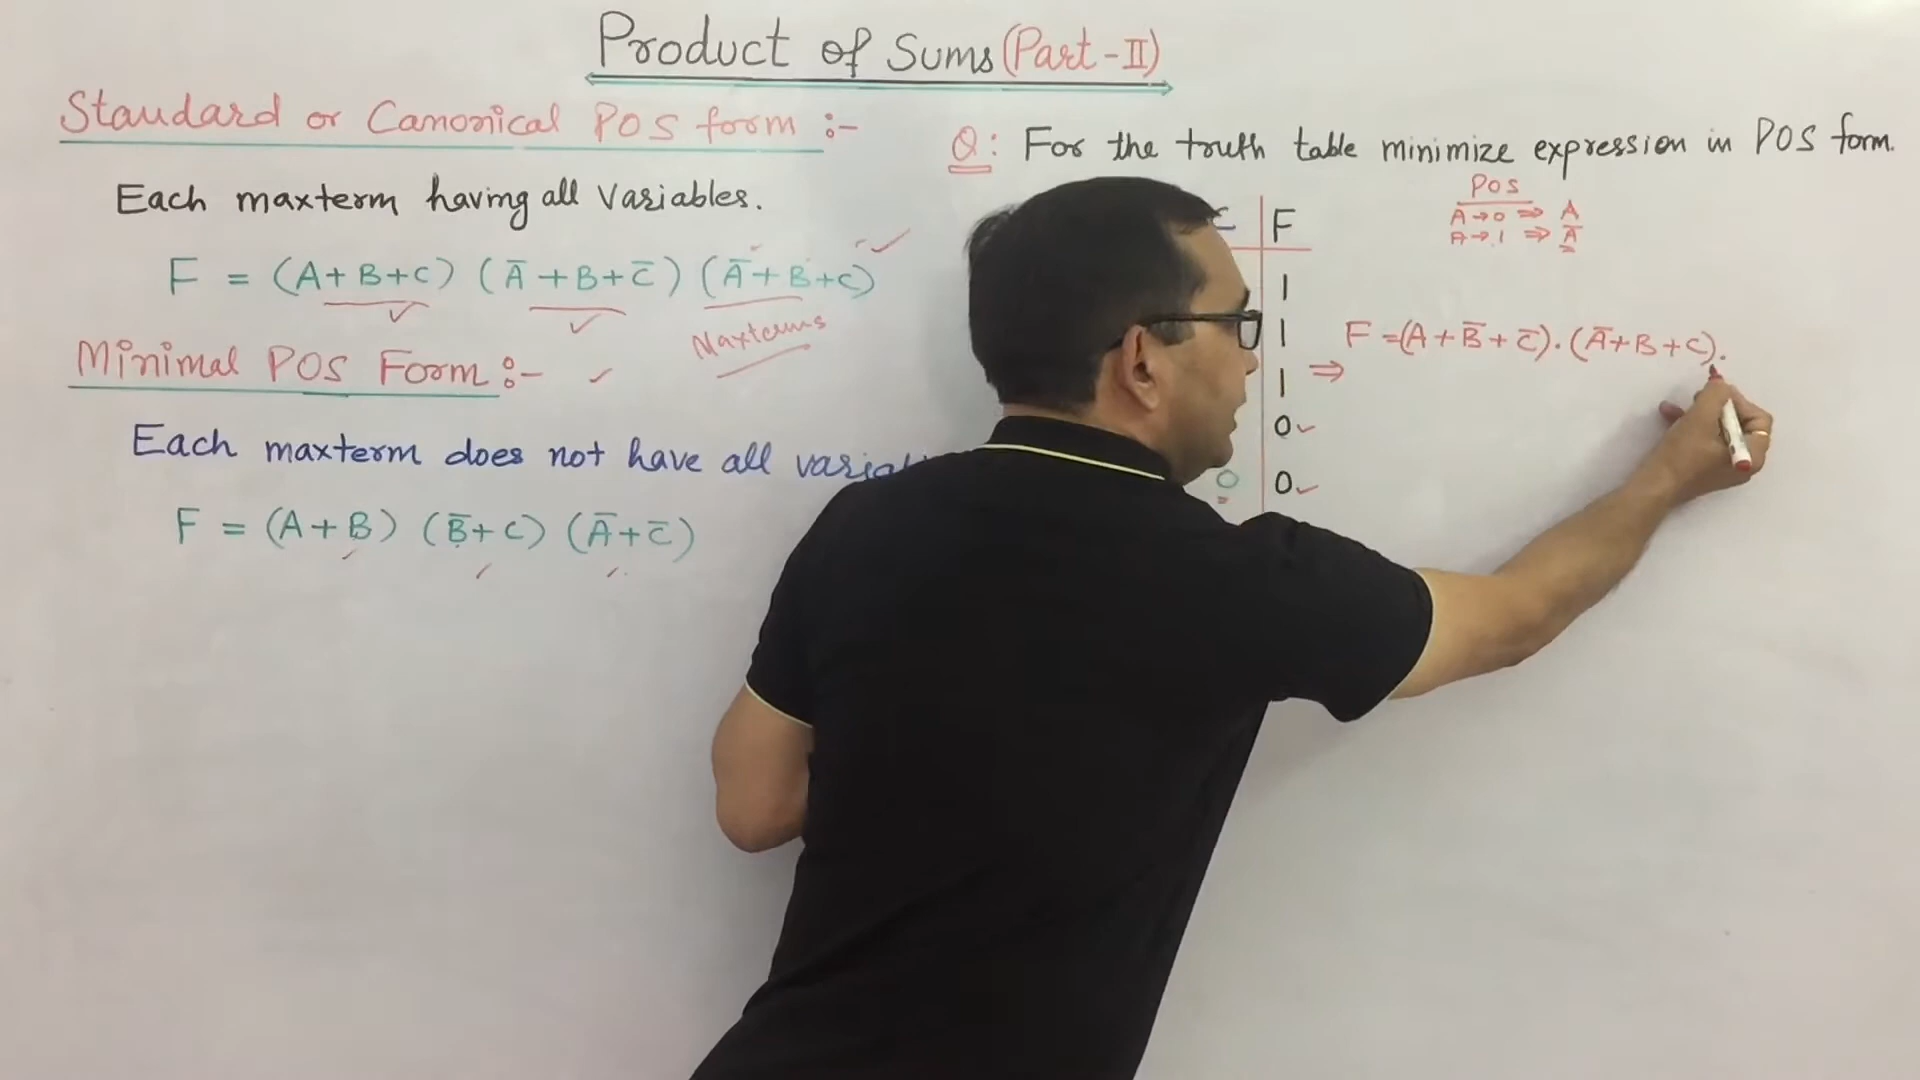 Product of Sums (Part-II)
Standard or Canonical POS form :-
Each maxterm having all Variables.
F = (A+B+C) (A̅+B+C̅) (A̅+B+C)
Maxterms
Minimal POS Form :-
Each maxterm does not have all
F = (A+B) (B̅+C) (A̅+C̅)
Q: For the truth table minimize expression in POS form.
POS
A→0 ⇒ A
A→1 ⇒ A̅
C F
1
1
1
0
0 0
⇒ F=(A+B̅+C̅).(A̅+B+C).